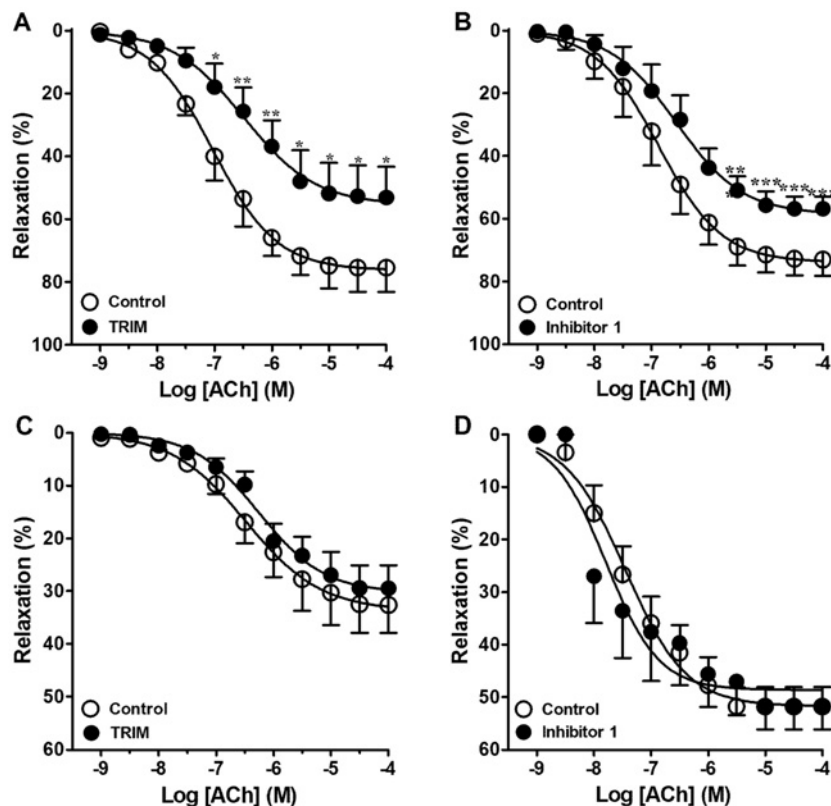 A
0
20
40
60
80
100
Relaxation (%)
* ** ** * * * *
Control
TRIM
-9 -8 -7 -6 -5 -4
Log [ACh] (M)
B
0
20
40
60
80
100
Relaxation (%)
** *** *** ***
*
Control
Inhibitor 1
-9 -8 -7 -6 -5 -4
Log [ACh] (M)
C
0
10
20
30
40
50
60
Relaxation (%)
Control
TRIM
-9 -8 -7 -6 -5 -4
Log [ACh] (M)
D
0
10
20
30
40
50
60
Relaxation (%)
Control
Inhibitor 1
-9 -8 -7 -6 -5 -4
Log [ACh] (M)